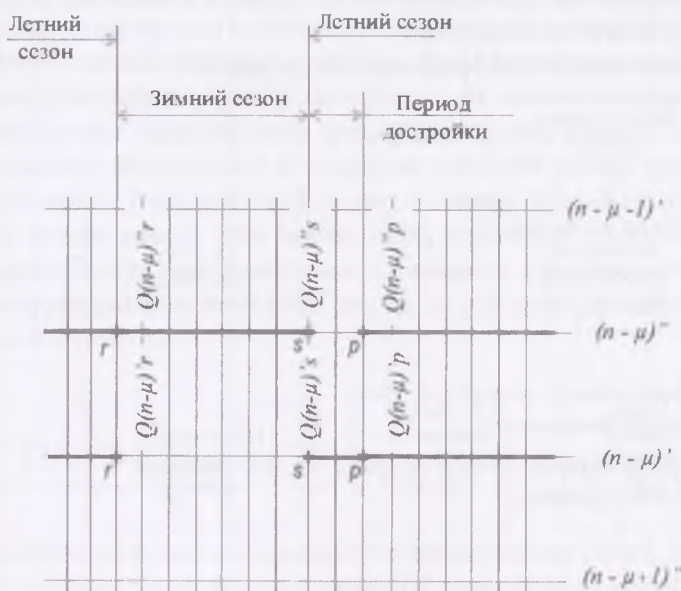 Летний сезон
Летний сезон
Зимний сезон
Период достройки
(n - μ -1)'
Q(n-μ)''r
Q(n-μ)''s
Q(n-μ)''p
r
s
p
(n - μ)''
Q(n-μ)'r
Q(n-μ)'s
Q(n-μ)'p
r
s
p
(n - μ)'
(n - μ+1)''